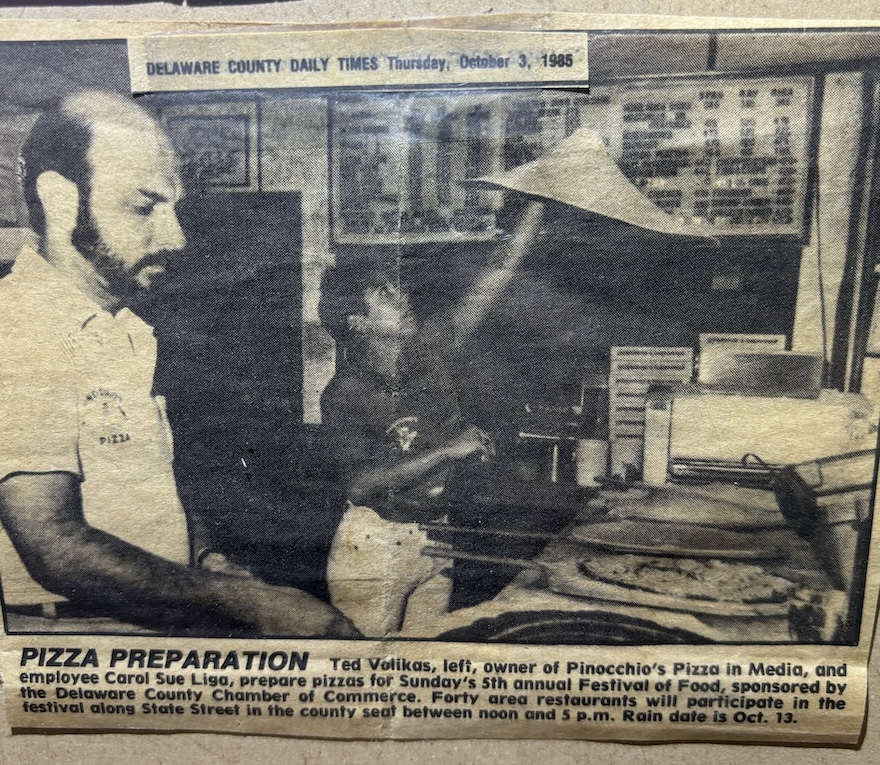 DELAWARE COUNTY DAILY TIMES Thursday, October 3, 1985
PIZZA
PIZZA PREPARATION Ted Volikas, left, owner of Pinocchio's Pizza in Media, and
employee Carol Sue Liga, prepare pizzas for Sunday's 5th annual Festival of Food, sponsored by
the Delaware County Chamber of Commerce. Forty area restaurants will participate in the
festival along State Street in the county seat between noon and 5 p.m. Rain date is Oct. 13.